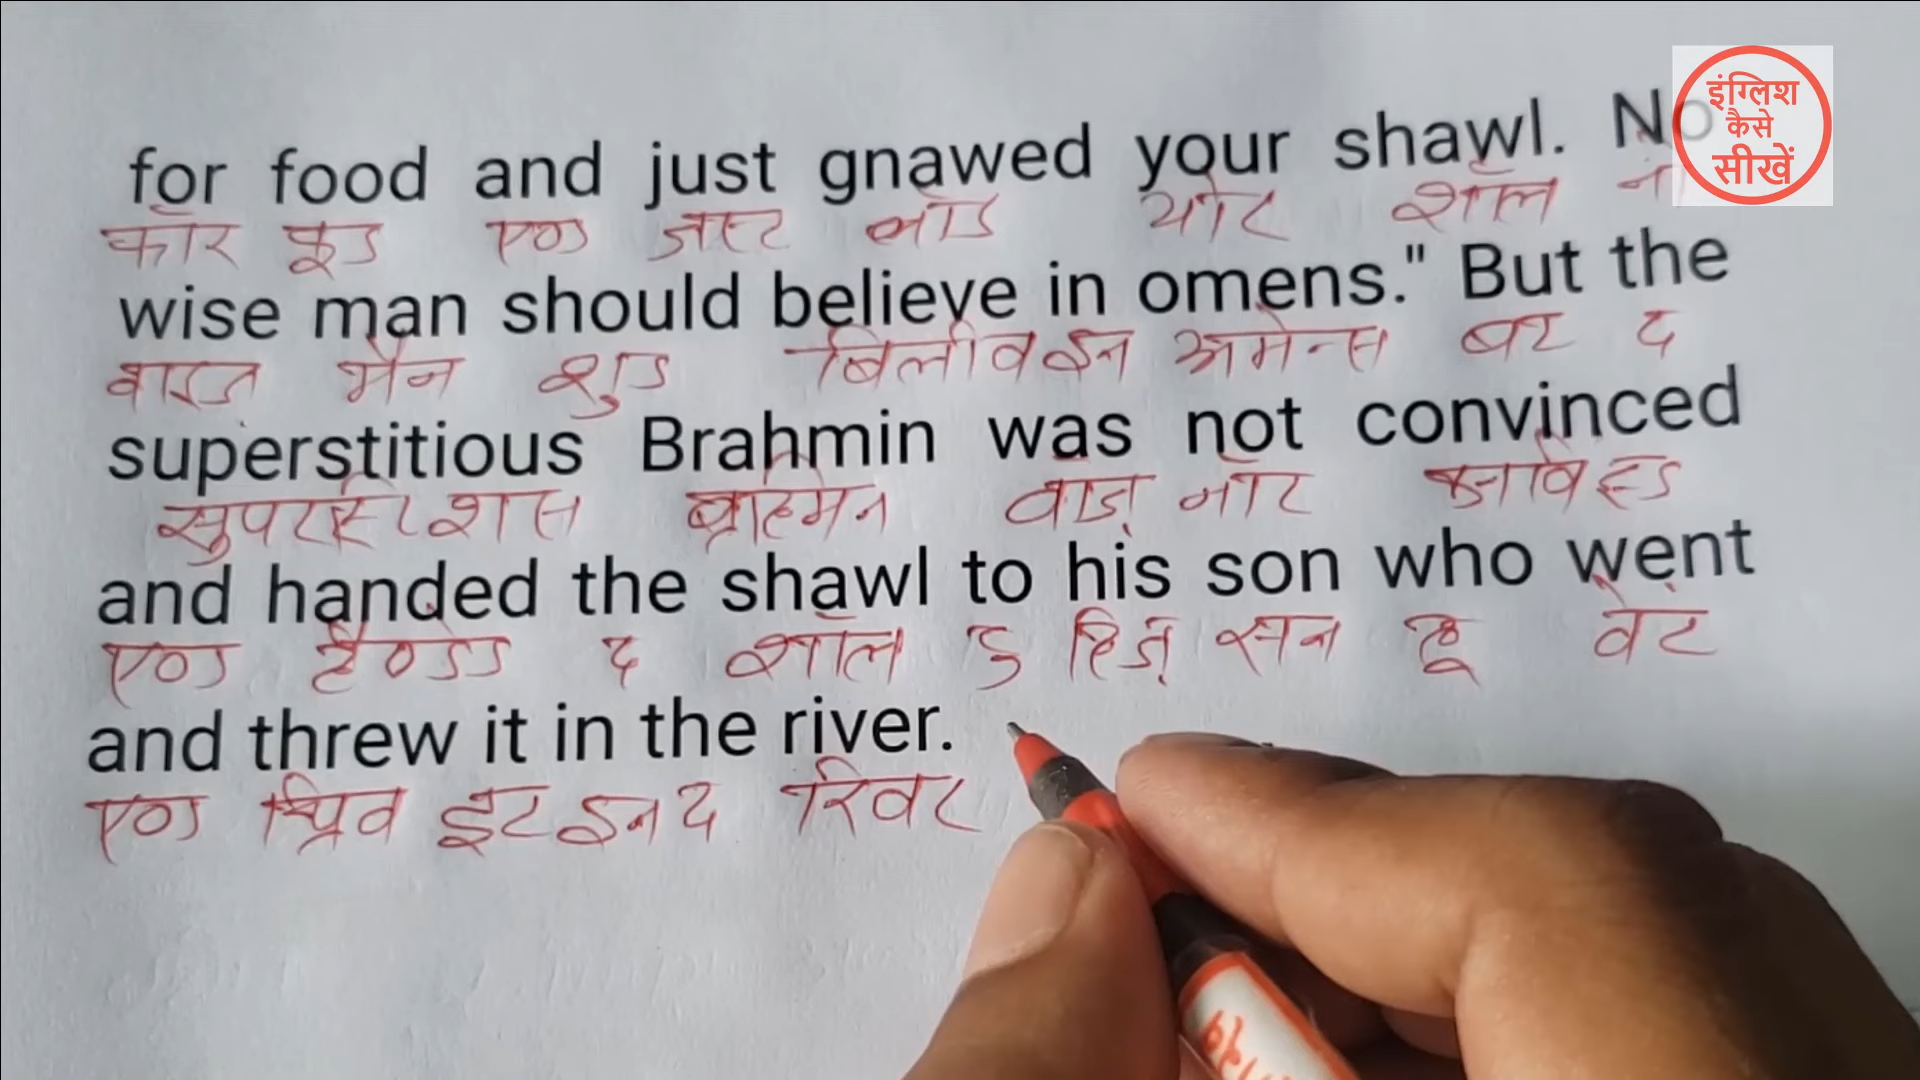 for food and just gnawed your shawl. No
फॉर फूड एण्ड जस्ट नॉड योर शॉल नो
wise man should believe in omens." But the
वाइज मैन शुड बिलीव इन अमेन्स बट द
superstitious Brahmin was not convinced
सुपरस्टिशस ब्राह्मिन वॉज़ नॉट
and handed the shawl to his son who went
एण्ड हैण्डेड द शॉल टु हिज़ सन हू वेंट
and threw it in the river.
एण्ड थ्रिव इट इन द रिवर
इंग्लिश
कैसे
सीखें